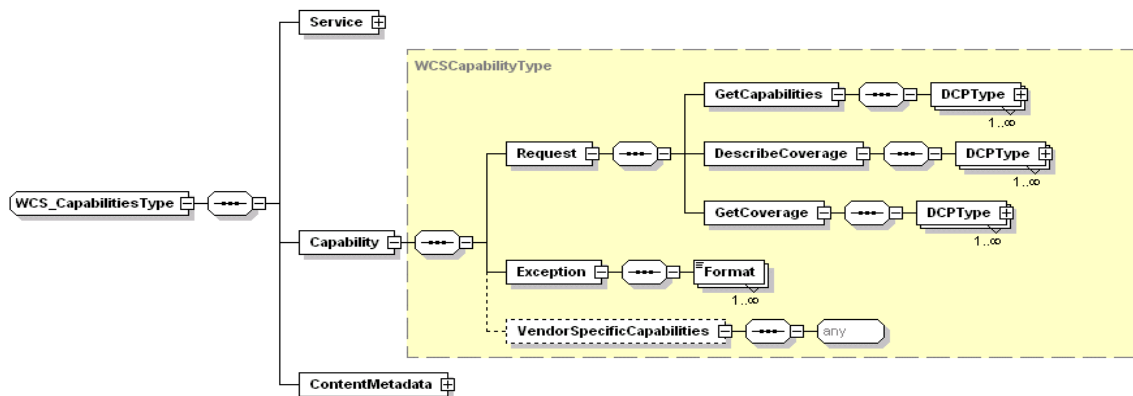 Service
WCSCapabilityType
GetCapabilities
DCPType
1..∞
Request
DescribeCoverage
DCPType
1..∞
WCS_CapabilitiesType
GetCoverage
DCPType
1..∞
Capability
Exception
Format
1..∞
VendorSpecificCapabilities
any
ContentMetadata